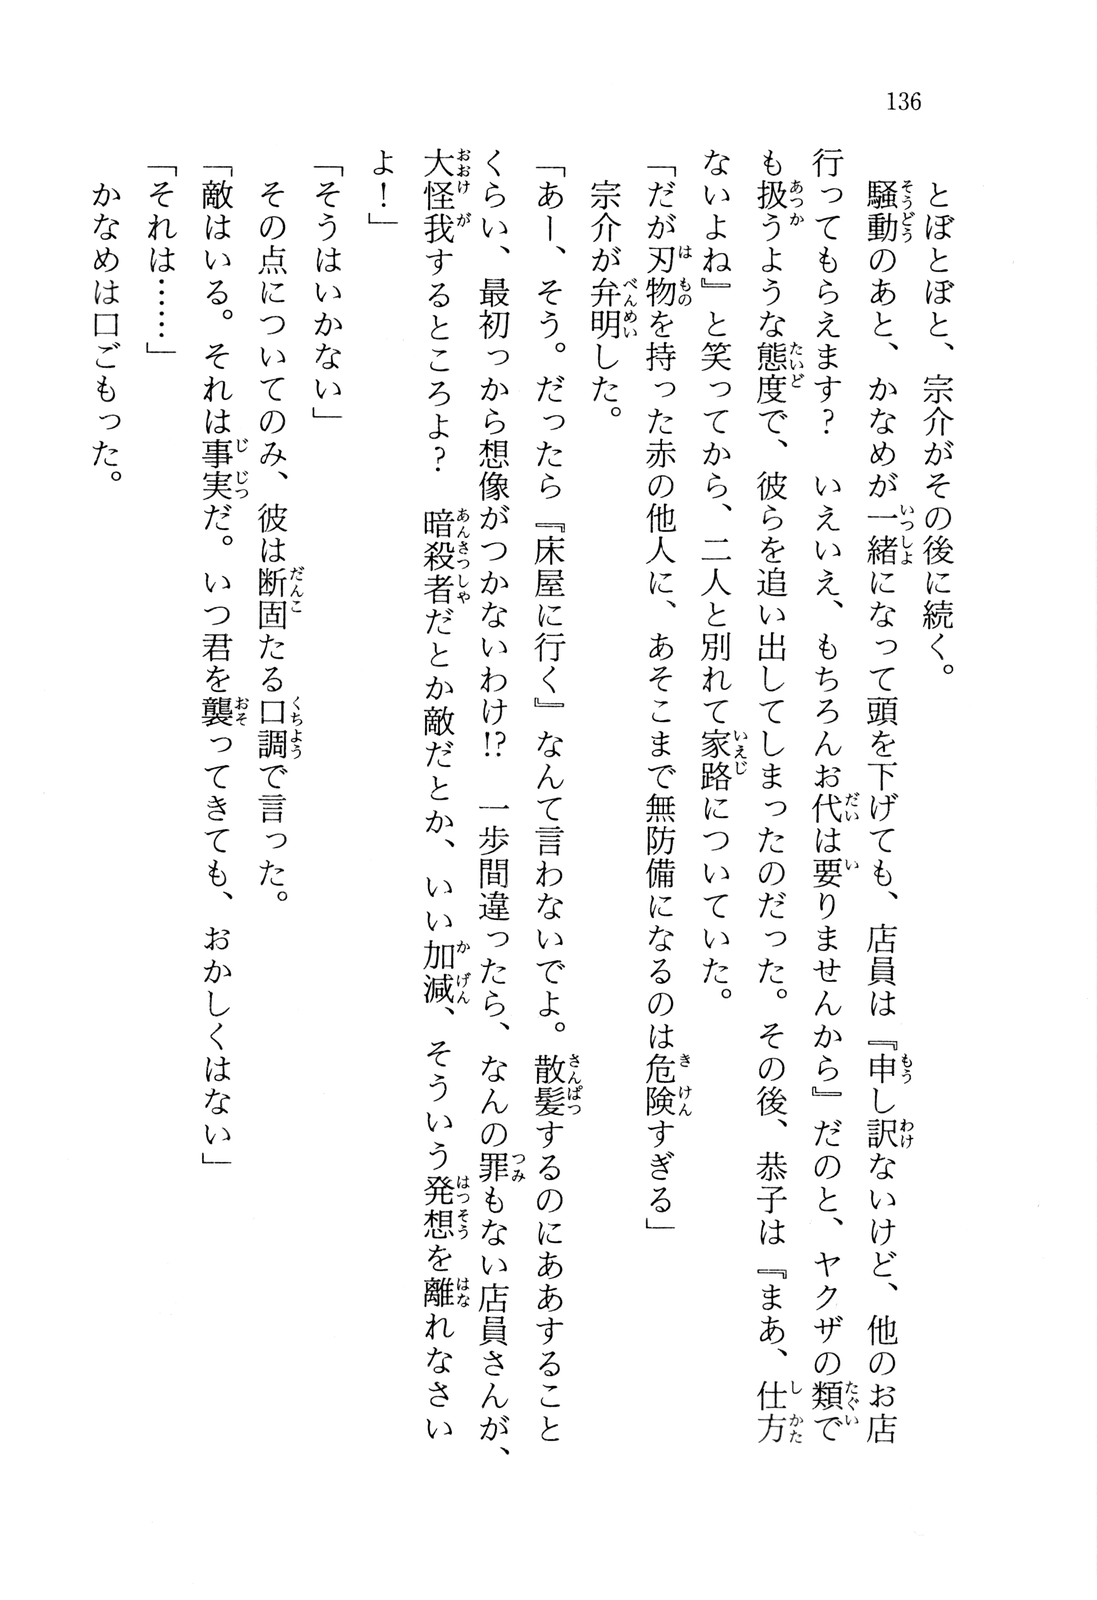 136
とぼとぼと、宗介がその後に続く。
騒動のあと、かなめが一緒になって頭を下げても、店員は『申し訳ないけど、他のお店
行ってもらえます？　いえいえ、もちろんお代は要りませんから』だのと、ヤクザの類で
も扱うような態度で、彼らを追い出してしまったのだった。その後、恭子は『まあ、仕方
ないよね』と笑ってから、二人と別れて家路についていた。
「だが刃物を持った赤の他人に、あそこまで無防備になるのは危険すぎる」
宗介が弁明した。
「あー、そう。だったら『床屋に行く』なんて言わないでよ。散髪するのにああすること
くらい、最初っから想像がつかないわけ!?　一歩間違ったら、なんの罪もない店員さんが、
大怪我するところよ？　暗殺者だとか敵だとか、いい加減、そういう発想を離れなさい
よ！」
「そうはいかない」
その点についてのみ、彼は断固たる口調で言った。
「敵はいる。それは事実だ。いつ君を襲ってきても、おかしくはない」
「それは……」
かなめは口ごもった。